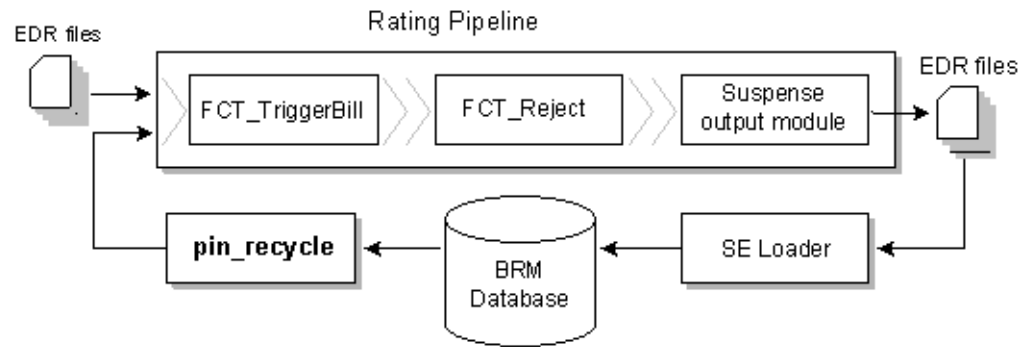 Rating Pipeline
EDR files
EDR files
FCT_TriggerBill
FCT_Reject
Suspense
output module
pin_recycle
BRM
Database
SE Loader